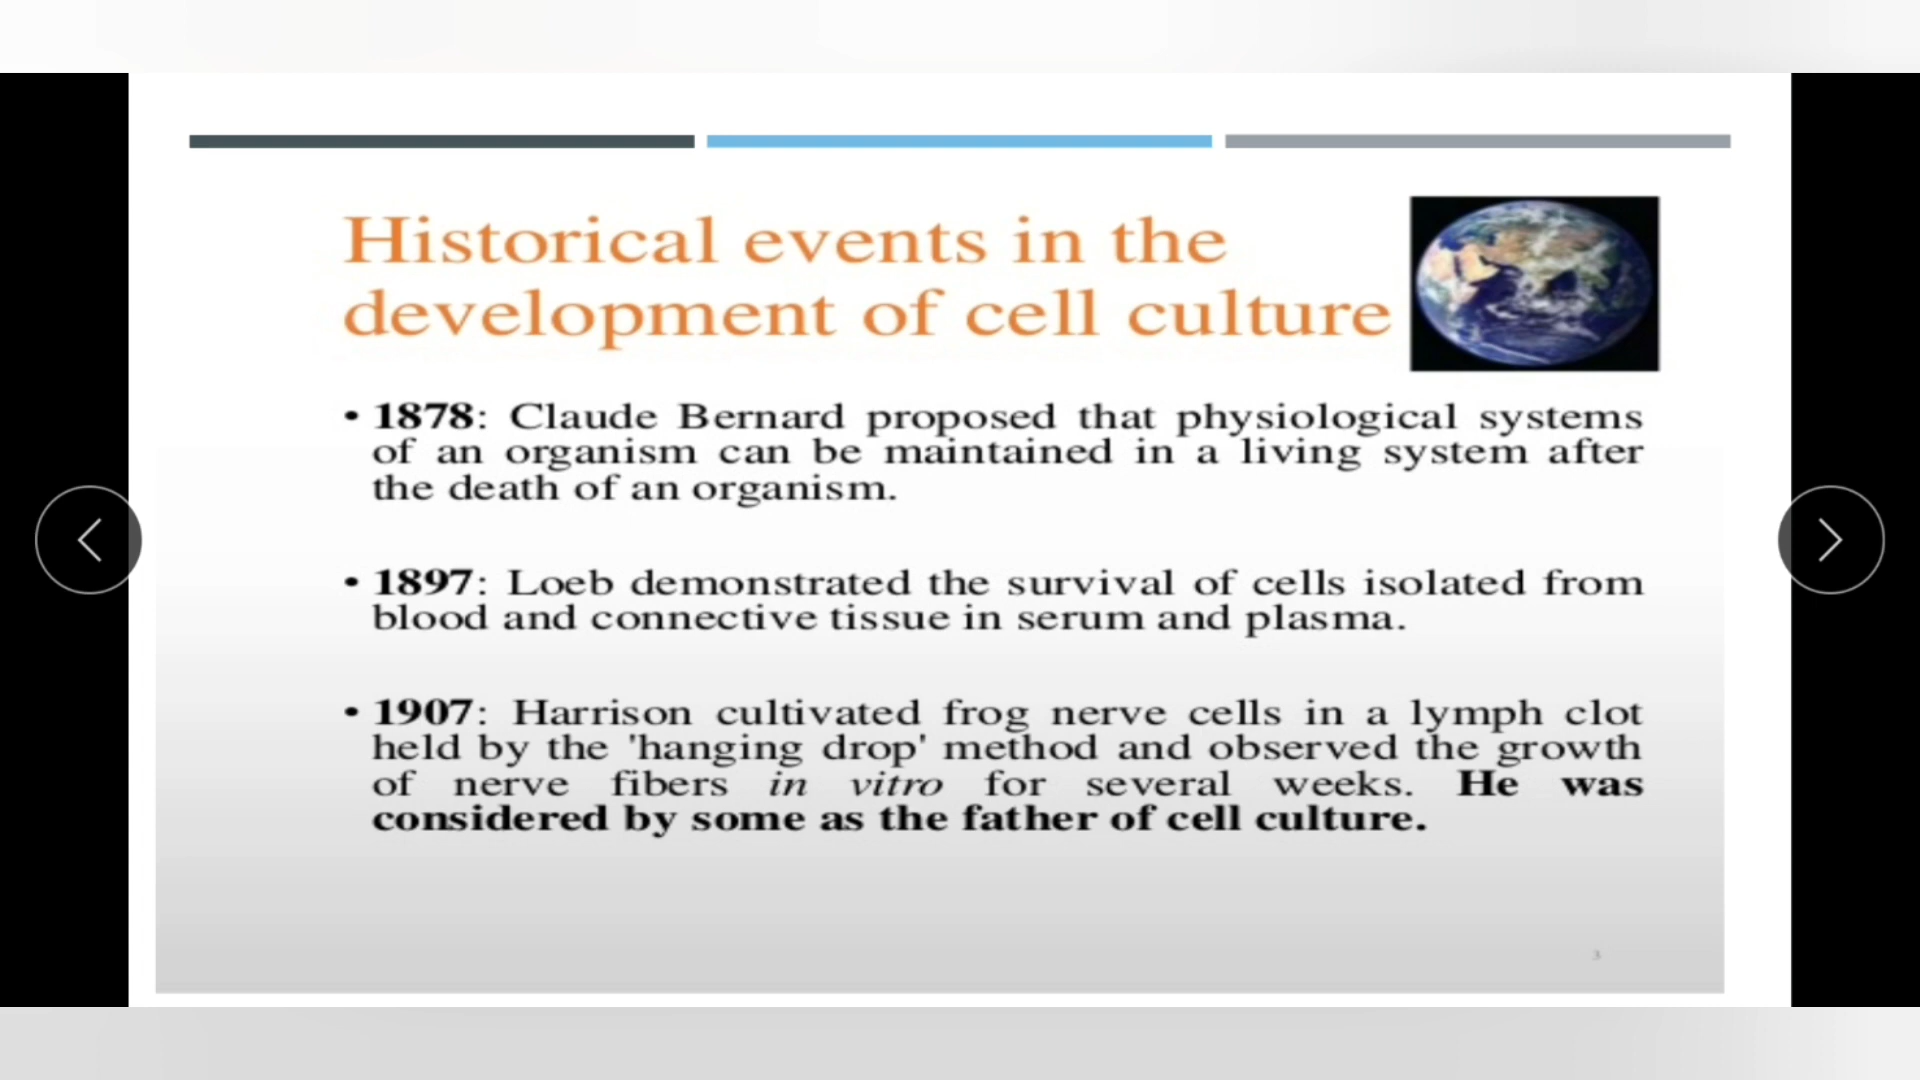 Historical events in the
development of cell culture
• 1878: Claude Bernard proposed that physiological systems
of an organism can be maintained in a living system after
the death of an organism.
• 1897: Loeb demonstrated the survival of cells isolated from
blood and connective tissue in serum and plasma.
• 1907: Harrison cultivated frog nerve cells in a lymph clot
held by the 'hanging drop' method and observed the growth
of nerve fibers in vitro for several weeks. He was
considered by some as the father of cell culture.
3